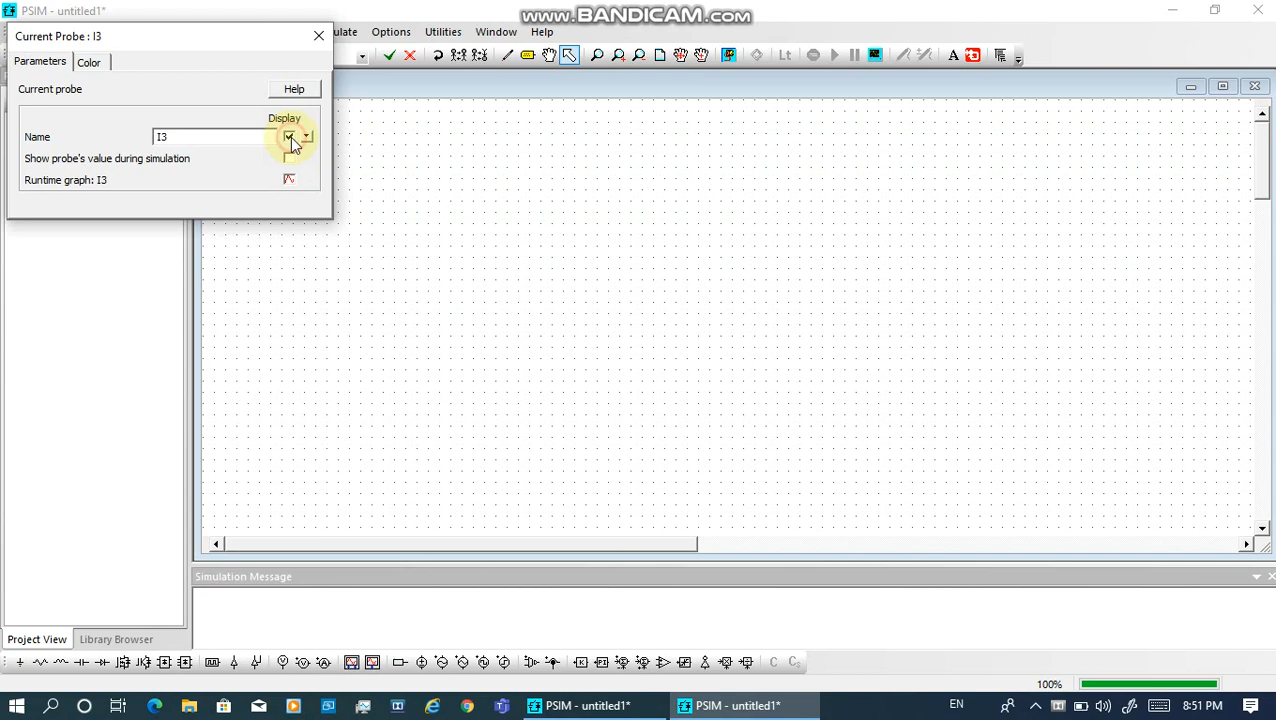 PSIM - untitled1*
www.BANDICAM.com
Current Probe : I3
ulate Options Utilities Window Help
Parameters Color
Current probe Help
Display
Name I3
Show probe's value during simulation
Runtime graph: I3
Lt A
Simulation Message
Project View Library Browser
K PI C Cs
100%
PSIM - untitled1* PSIM - untitled1* EN 8:51 PM